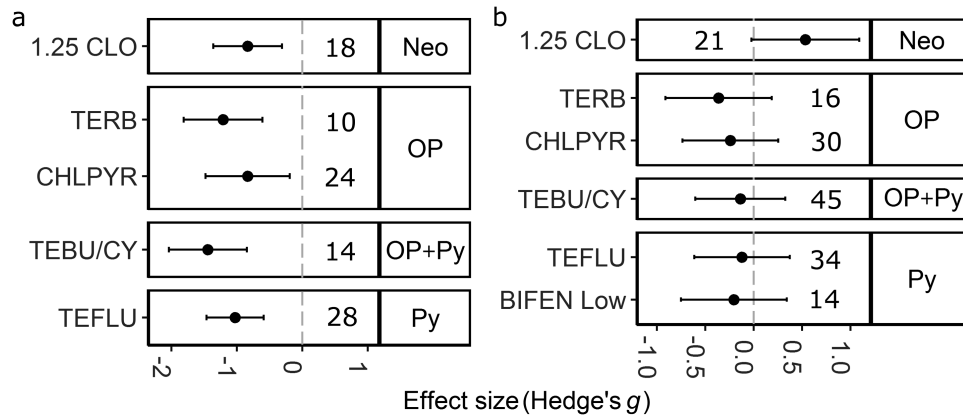 a
1.25 CLO 18 Neo
TERB 10
OP
CHLPYR 24
TEBU/CY 14 OP+Py
TEFLU 28 Py
-2 -1 0 1
b
1.25 CLO 21 Neo
TERB 16
OP
CHLPYR 30
TEBU/CY 45 OP+Py
TEFLU 34
Py
BIFEN Low 14
-1.0 -0.5 0.0 0.5 1.0
Effect size (Hedge's g)